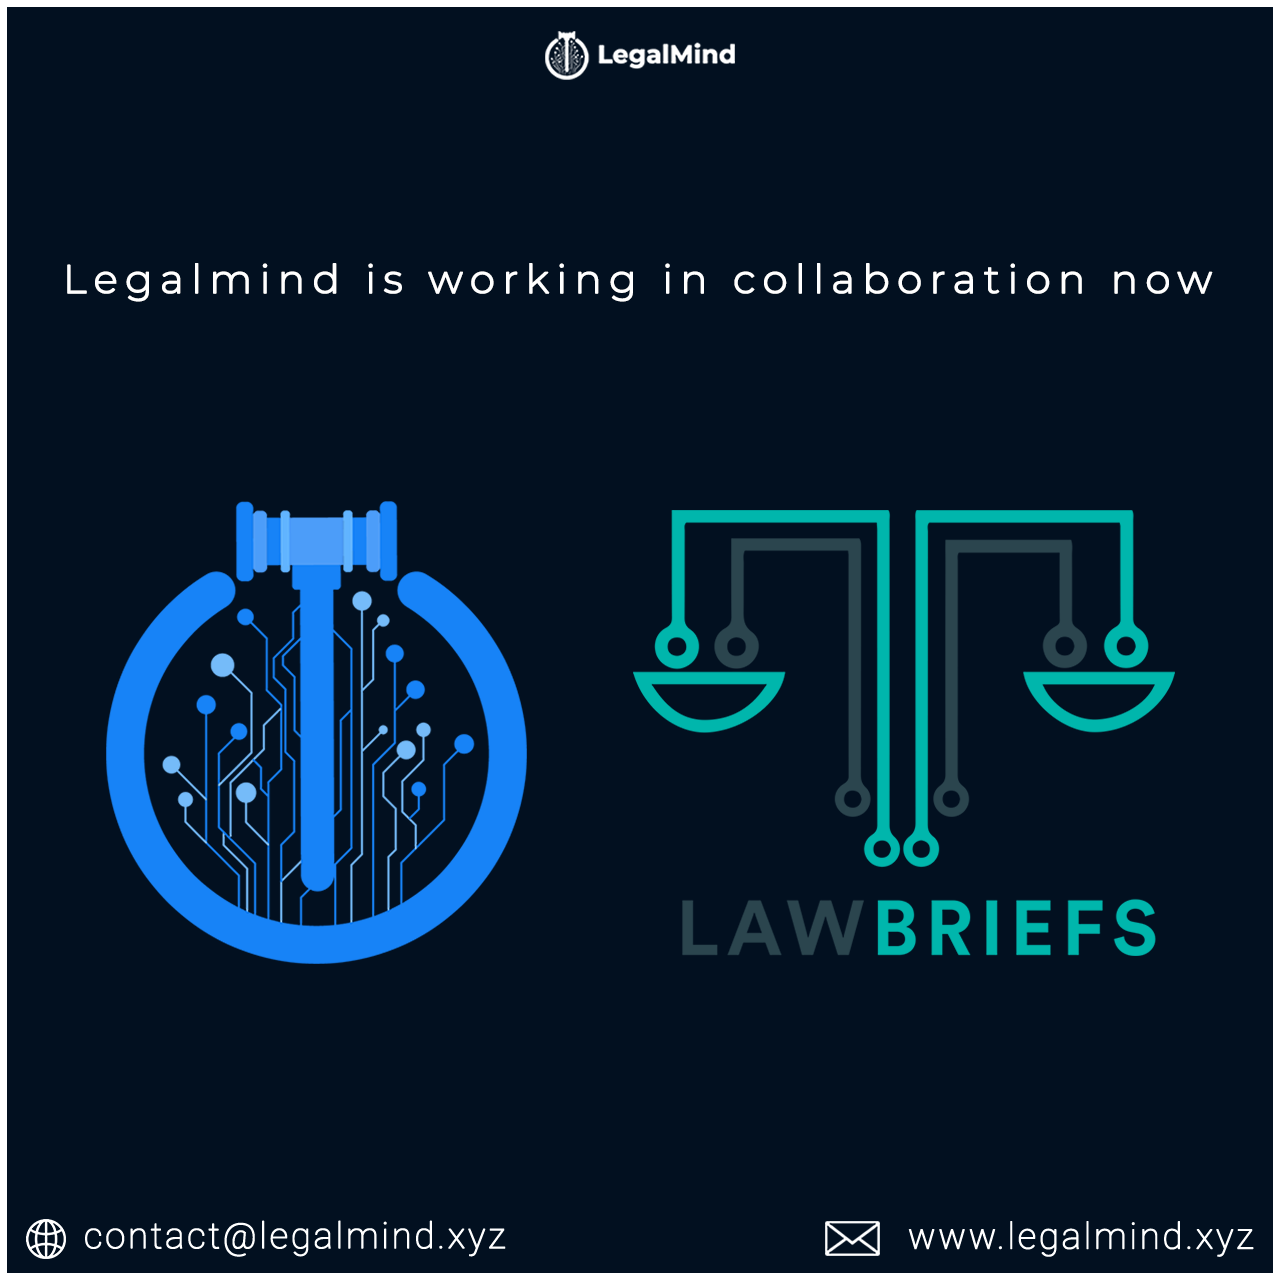 LegalMind
Legalmind is working in collaboration now
LAWBRIEFS
contact@legalmind.xyz
www.legalmind.xyz